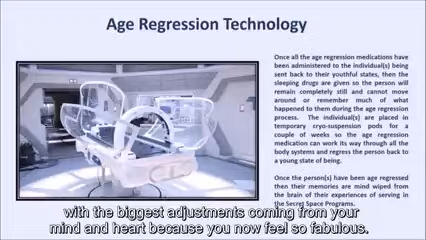 Age Regression Technology
Once all the age regression medications have
been administered to the individual(s) being
sent back to their youthful states, then the
sleeping drugs are given so the person will
remain completely still and cannot move
around or remember much of what
happened to them during the age regression
process. The individual(s) are placed in
temporary cryo-suspension pods for a
couple of weeks so the age regression
medication can work its way through all the
body systems and regress the person back to
a young state of being.
Once the person(s) have been age regressed
then their memories are mind wiped from
the brain of their experiences of serving in
the Secret Space Programs.
with the biggest adjustments coming from your
mind and heart because you now feel so fabulous.